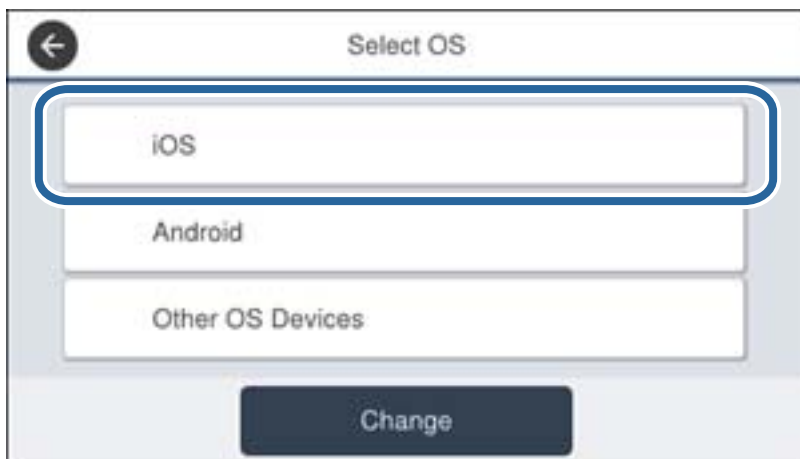 Select OS
iOS
Android
Other OS Devices
Change